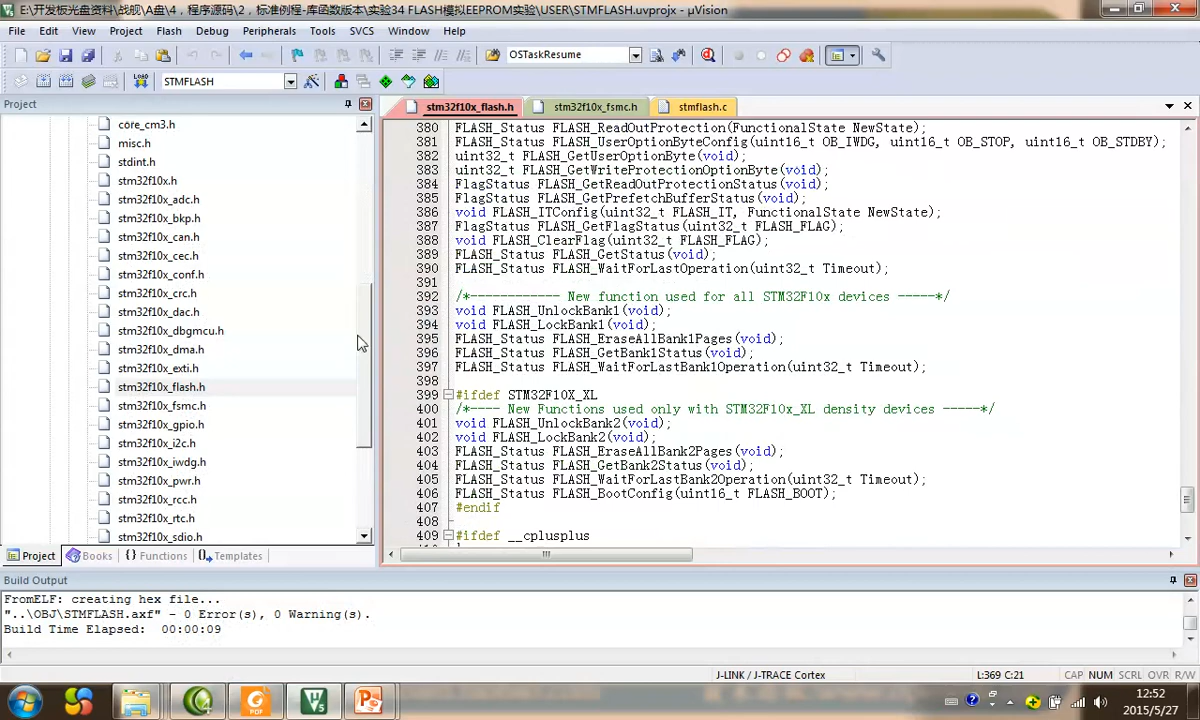 E:\开发板光盘资料\战舰\A盘\4，程序源码\2，标准例程-库函数版本\实验34 FLASH模拟EEPROM实验\USER\STMFLASH.uvprojx - µVision
File Edit View Project Flash Debug Peripherals Tools SVCS Window Help
OSTaskResume
LOAD STMFLASH
Project
stm32f10x_flash.h stm32f10x_fsmc.h stmflash.c
core_cm3.h
misc.h
stdint.h
stm32f10x.h
stm32f10x_adc.h
stm32f10x_bkp.h
stm32f10x_can.h
stm32f10x_cec.h
stm32f10x_conf.h
stm32f10x_crc.h
stm32f10x_dac.h
stm32f10x_dbgmcu.h
stm32f10x_dma.h
stm32f10x_exti.h
stm32f10x_flash.h
stm32f10x_fsmc.h
stm32f10x_gpio.h
stm32f10x_i2c.h
stm32f10x_iwdg.h
stm32f10x_pwr.h
stm32f10x_rcc.h
stm32f10x_rtc.h
stm32f10x_sdio.h
380 FLASH_Status FLASH_ReadOutProtection(FunctionalState NewState);
381 FLASH_Status FLASH_UserOptionByteConfig(uint16_t OB_IWDG, uint16_t OB_STOP, uint16_t OB_STDBY);
382 uint32_t FLASH_GetUserOptionByte(void);
383 uint32_t FLASH_GetWriteProtectionOptionByte(void);
384 FlagStatus FLASH_GetReadOutProtectionStatus(void);
385 FlagStatus FLASH_GetPrefetchBufferStatus(void);
386 void FLASH_ITConfig(uint32_t FLASH_IT, FunctionalState NewState);
387 FlagStatus FLASH_GetFlagStatus(uint32_t FLASH_FLAG);
388 void FLASH_ClearFlag(uint32_t FLASH_FLAG);
389 FLASH_Status FLASH_GetStatus(void);
390 FLASH_Status FLASH_WaitForLastOperation(uint32_t Timeout);
391
392 /*------------ New function used for all STM32F10x devices -----*/
393 void FLASH_UnlockBank1(void);
394 void FLASH_LockBank1(void);
395 FLASH_Status FLASH_EraseAllBank1Pages(void);
396 FLASH_Status FLASH_GetBank1Status(void);
397 FLASH_Status FLASH_WaitForLastBank1Operation(uint32_t Timeout);
398
399 #ifdef STM32F10X_XL
400 /*---- New Functions used only with STM32F10x_XL density devices -----*/
401 void FLASH_UnlockBank2(void);
402 void FLASH_LockBank2(void);
403 FLASH_Status FLASH_EraseAllBank2Pages(void);
404 FLASH_Status FLASH_GetBank2Status(void);
405 FLASH_Status FLASH_WaitForLastBank2Operation(uint32_t Timeout);
406 FLASH_Status FLASH_BootConfig(uint16_t FLASH_BOOT);
407 #endif
408
409 #ifdef __cplusplus
Project Books {} Functions Templates
Build Output
FromELF: creating hex file...
"..\OBJ\STMFLASH.axf" - 0 Error(s), 0 Warning(s).
Build Time Elapsed:  00:00:09
J-LINK / J-TRACE Cortex L:369 C:21 CAP NUM SCRL OVR R/W
12:52
2015/5/27